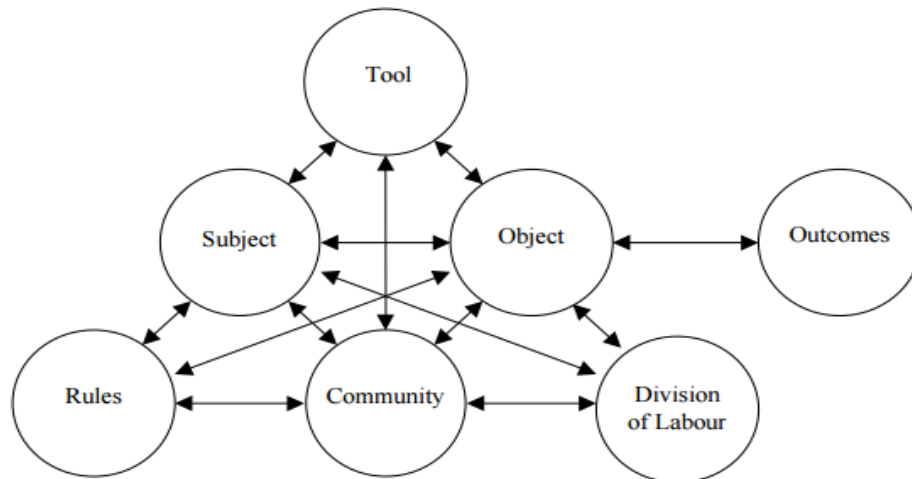 Tool
Subject
Object
Outcomes
Rules
Community
Division
of Labour